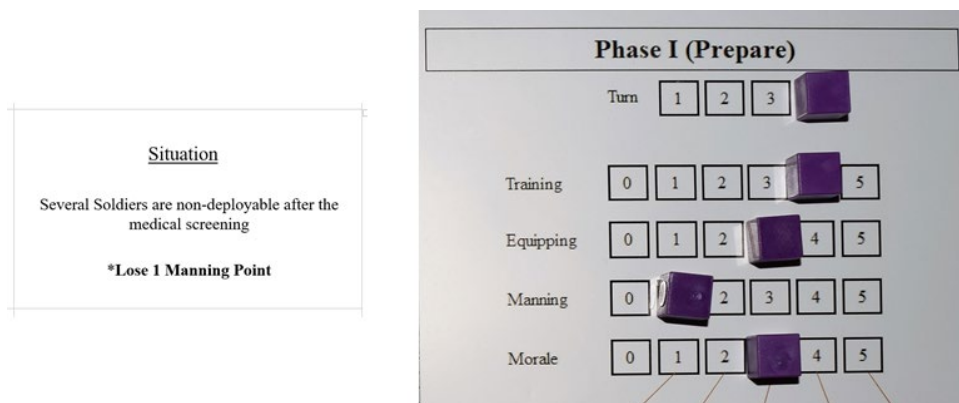 Situation
Several Soldiers are non-deployable after the
medical screening
*Lose 1 Manning Point
Phase I (Prepare)
Turn 1 2 3
Training 0 1 2 3 5
Equipping 0 1 2 4 5
Manning 0 2 3 4 5
Morale 0 1 2 4 5